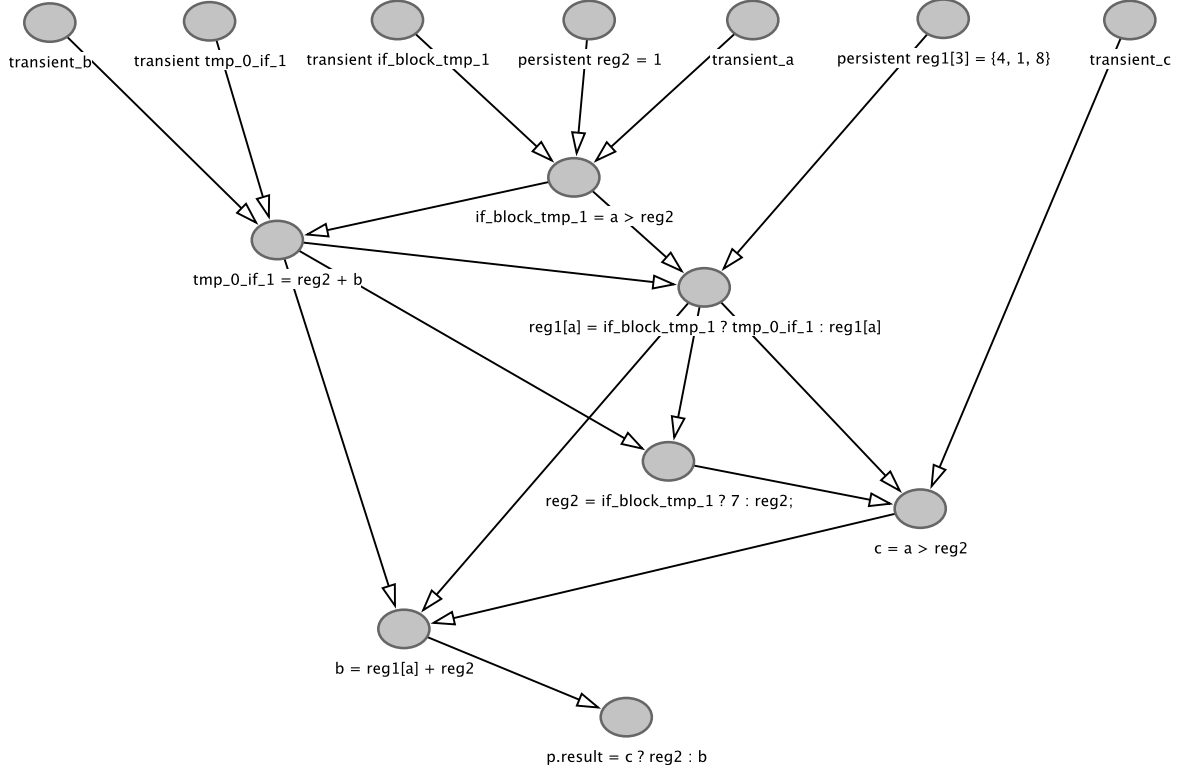 transient_b
transient tmp_0_if_1
transient if_block_tmp_1
persistent reg2 = 1
transient_a
persistent reg1[3] = {4, 1, 8}
transient_c
if_block_tmp_1 = a > reg2
tmp_0_if_1 = reg2 + b
reg1[a] = if_block_tmp_1 ? tmp_0_if_1 : reg1[a]
reg2 = if_block_tmp_1 ? 7 : reg2;
c = a > reg2
b = reg1[a] + reg2
p.result = c ? reg2 : b